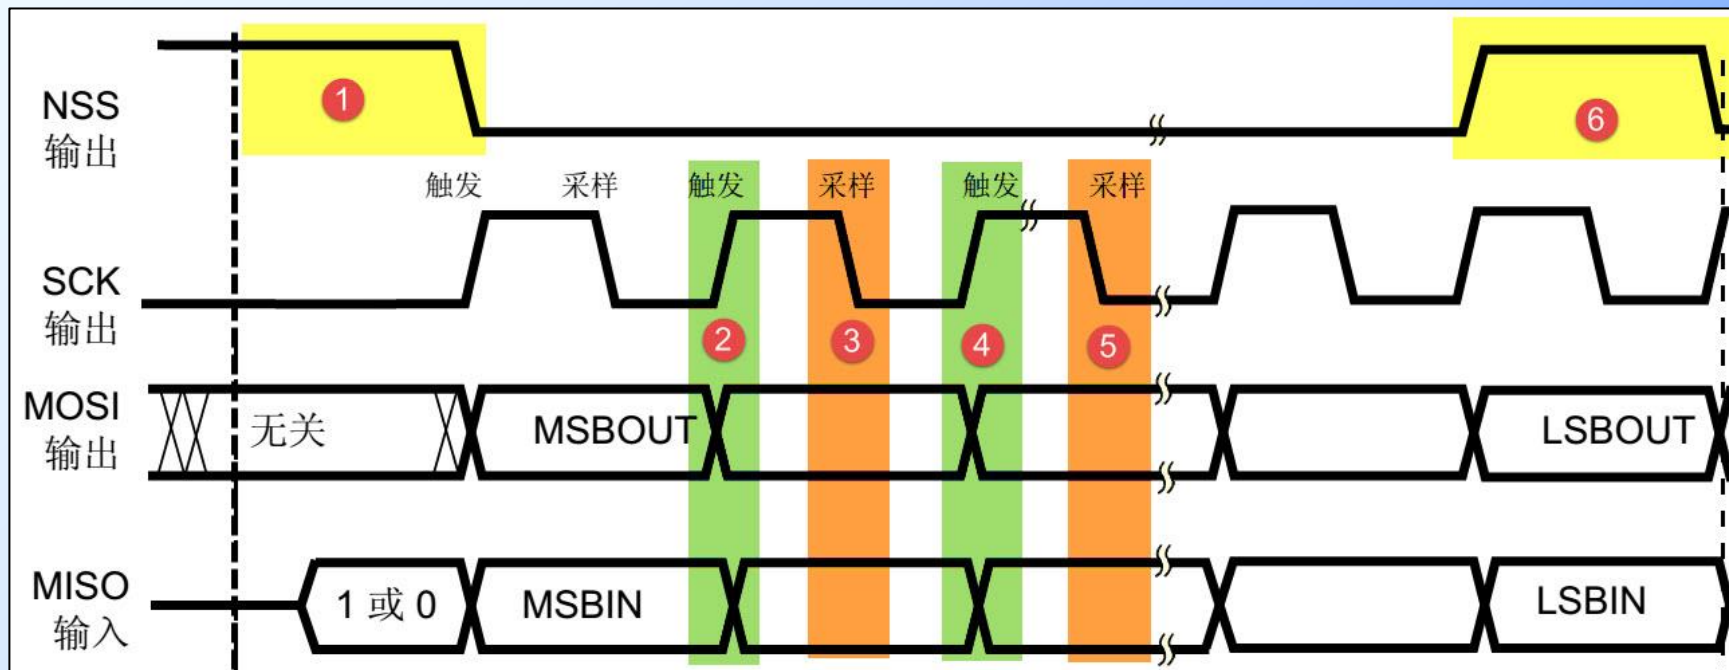 1
6
NSS
输出
触发 采样 触发 采样 触发 采样
SCK
输出
2 3 4 5
MOSI
输出
无关 MSBOUT LSBOUT
MISO
输入
1 或 0 MSBIN LSBIN